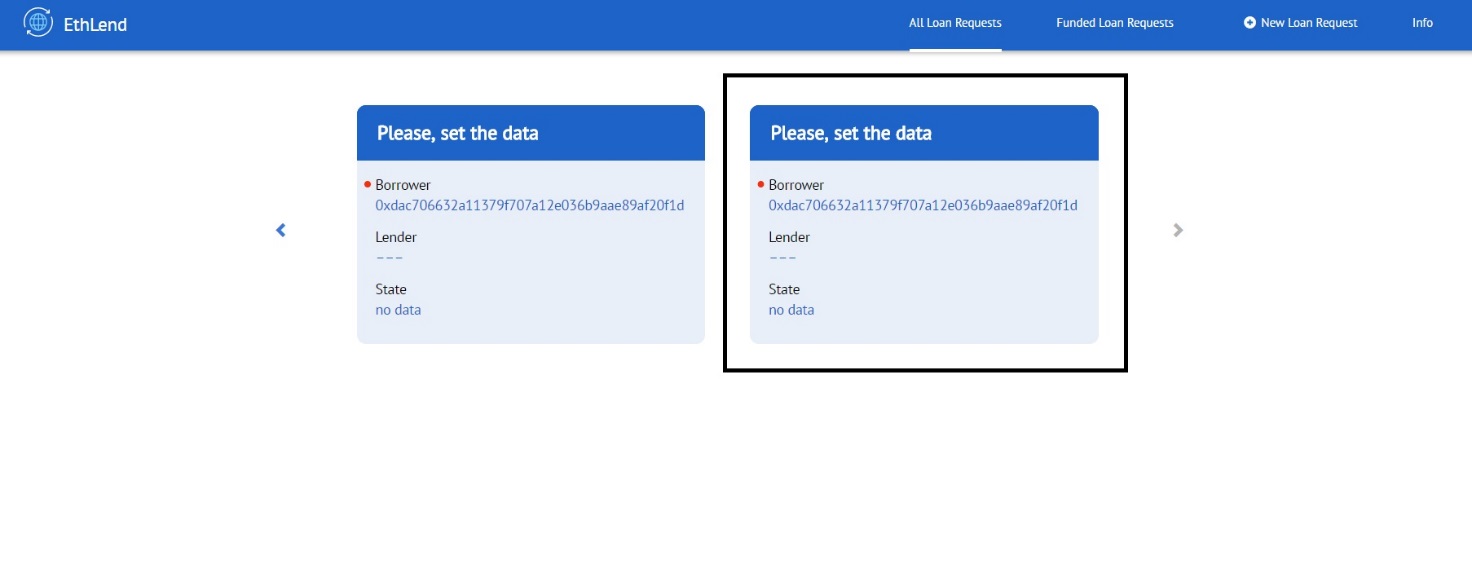 EthLend
All Loan Requests
Funded Loan Requests
New Loan Request
Info
Please, set the data
Borrower
0xdac706632a11379f707a12e036b9aae89af20f1d
Lender
---
State
no data
Please, set the data
Borrower
0xdac706632a11379f707a12e036b9aae89af20f1d
Lender
---
State
no data